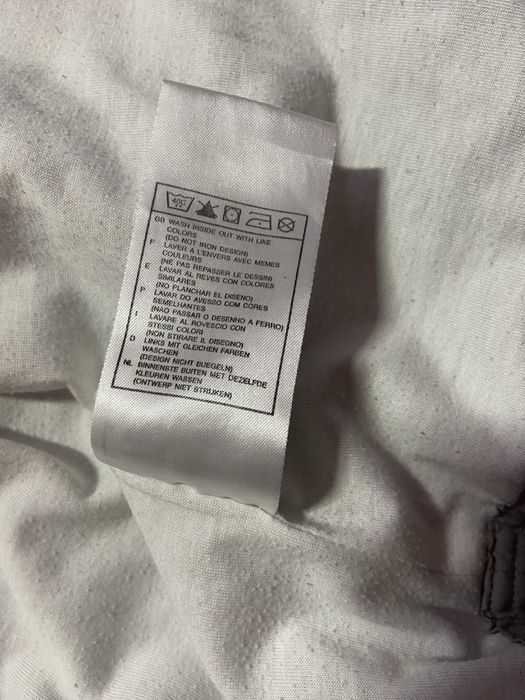 40C
GB WASH INSIDE OUT WITH LIKE
COLORS
(DO NOT IRON DESIGN)
F LAVER A L'ENVERS AVEC MEMES
COULEURS
(NE PAS REPASSER LE DESSIN)
E LAVAR AL REVES CON COLORES
SIMILARES
(NO PLANCHAR EL DISENO)
P LAVAR DO AVESSO COM CORES
SEMELHANTES
(NAO PASSAR O DESENHO A FERRO)
I LAVARE AL ROVESCIO CON
STESSI COLORI
(NON STIRARE IL DISEGNO)
D LINKS MIT GLEICHEN FARBEN
WASCHEN
(DESIGN NICHT BUEGELN)
NL BINNENSTE BUITEN MET DEZELFDE
KLEUREN WASSEN
(ONTWERP NIET STRIJKEN)